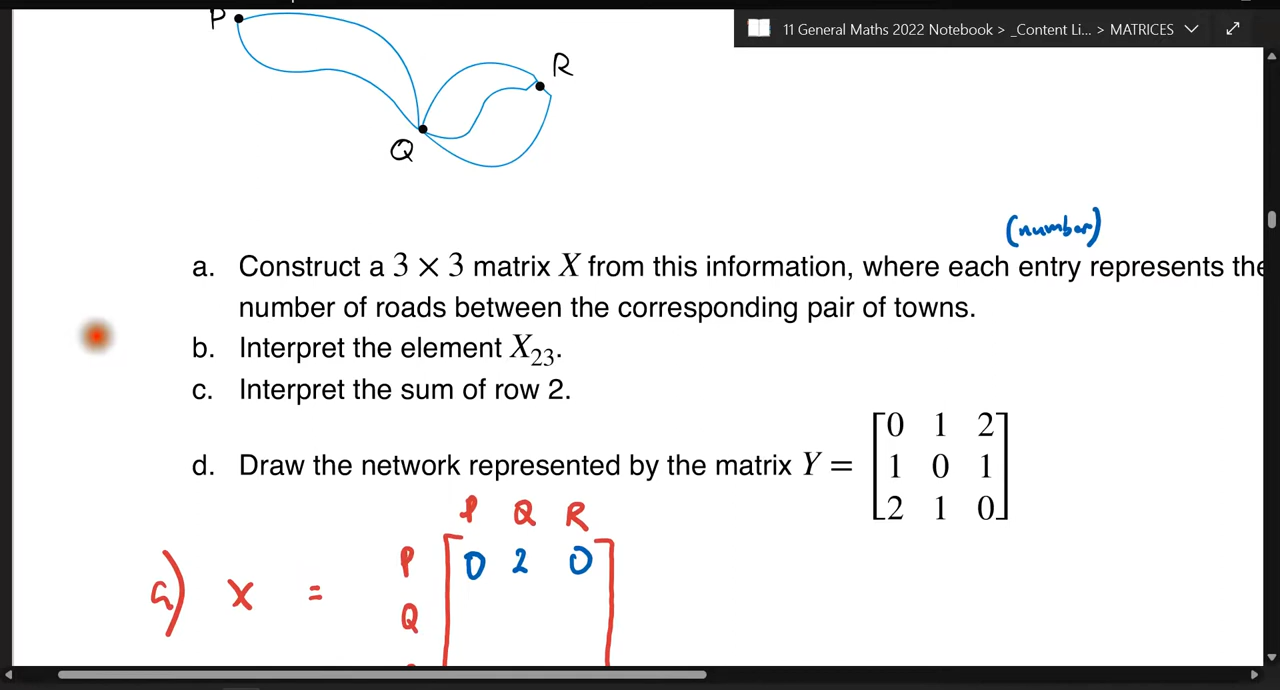 P
11 General Maths 2022 Notebook > _Content Li... > MATRICES
R
Q
(number)
a. Construct a 3 × 3 matrix X from this information, where each entry represents the
number of roads between the corresponding pair of towns.
b. Interpret the element X₂₃.
c. Interpret the sum of row 2.
d. Draw the network represented by the matrix Y = [0 1 2
1 0 1
2 1 0]
P Q R
a) X = P [0 2 0]
Q